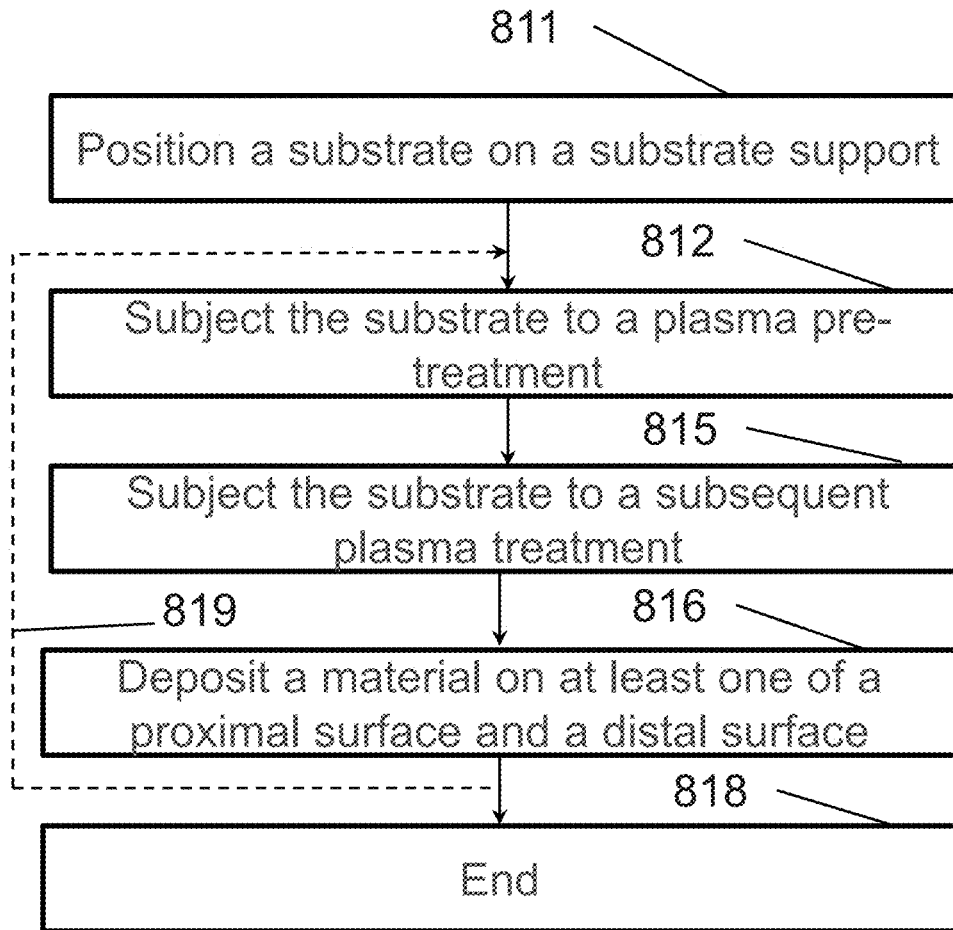 811
Position a substrate on a substrate support
812
Subject the substrate to a plasma pre-
treatment
815
Subject the substrate to a subsequent
plasma treatment
819
816
Deposit a material on at least one of a
proximal surface and a distal surface
818
End